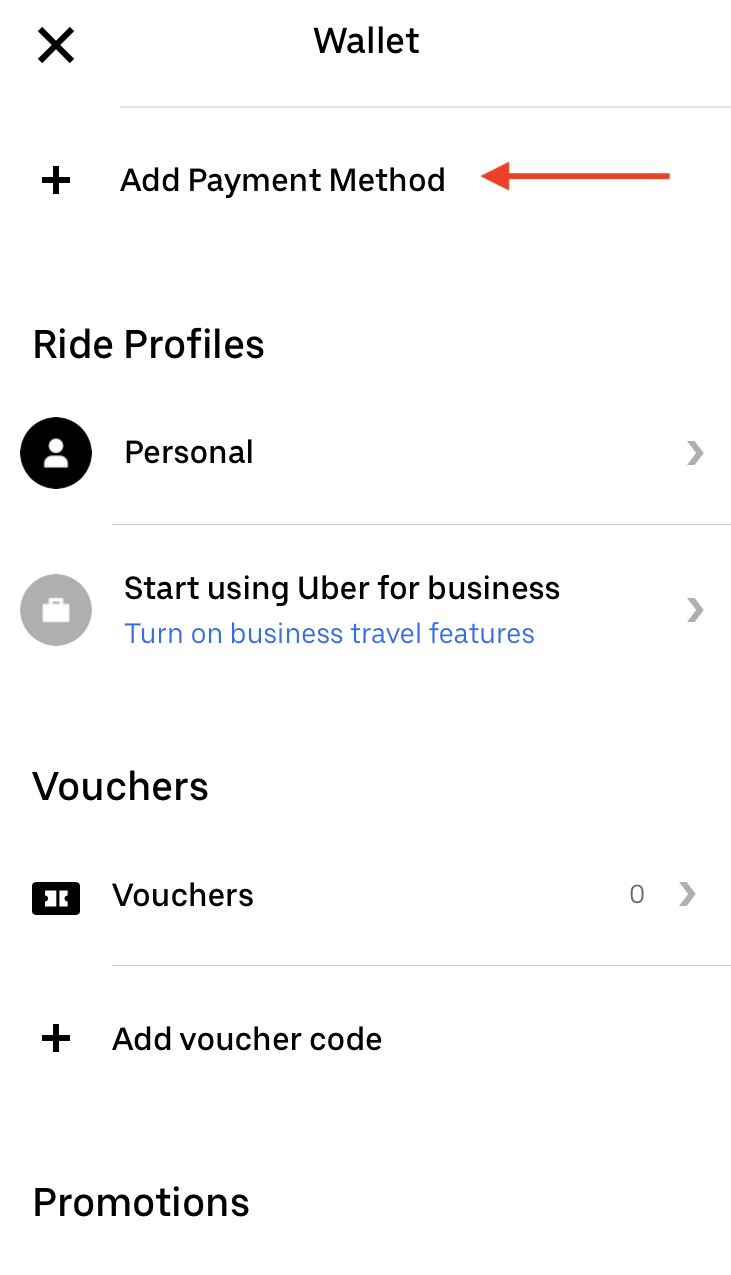 Wallet
Add Payment Method
Ride Profiles
Personal
Start using Uber for business
Turn on business travel features
Vouchers
Vouchers 0
Add voucher code
Promotions